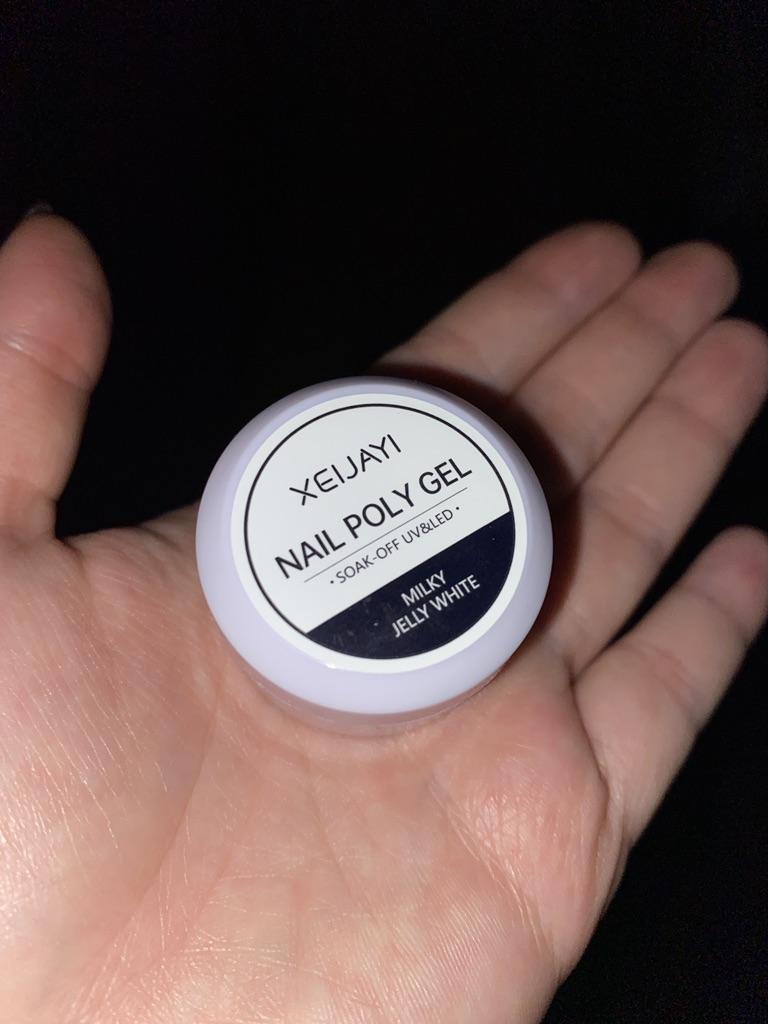 XEIJAYI
NAIL POLY GEL
• SOAK-OFF UV&LED •
MILKY
JELLY WHITE